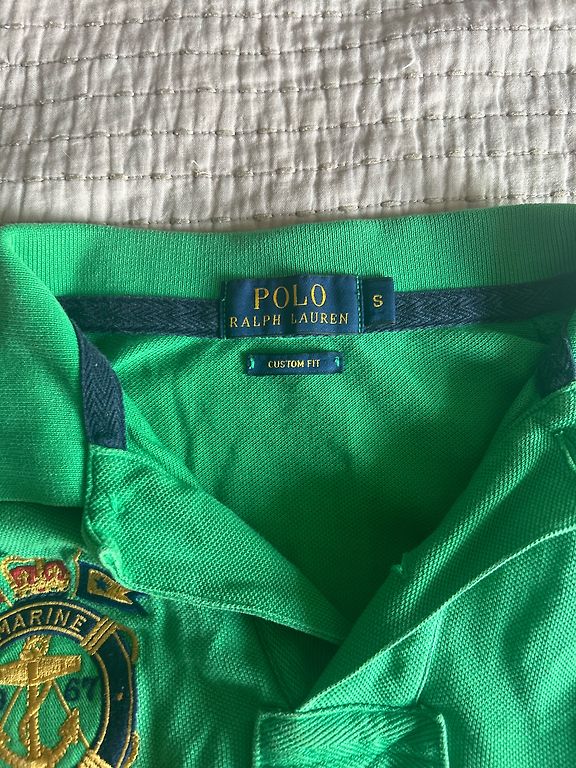 POLO
RALPH LAUREN
S
CUSTOM FIT
MARINE
67